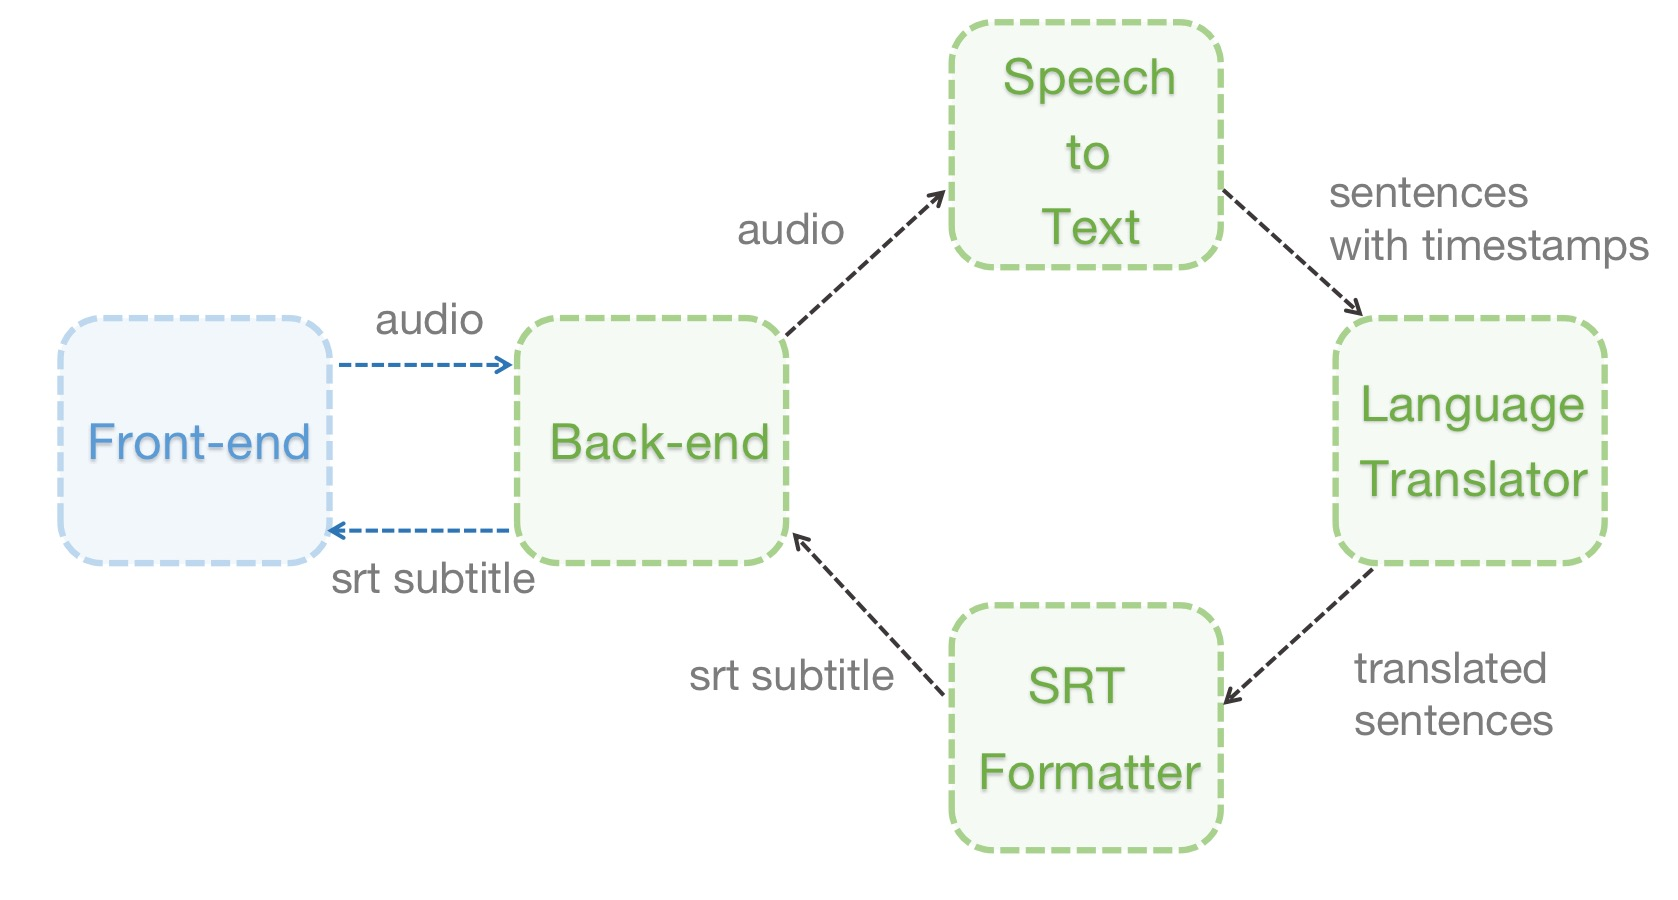 Speech
to
Text
audio
sentences
with timestamps
audio
Front-end
Back-end
Language
Translator
srt subtitle
srt subtitle
SRT
Formatter
translated
sentences